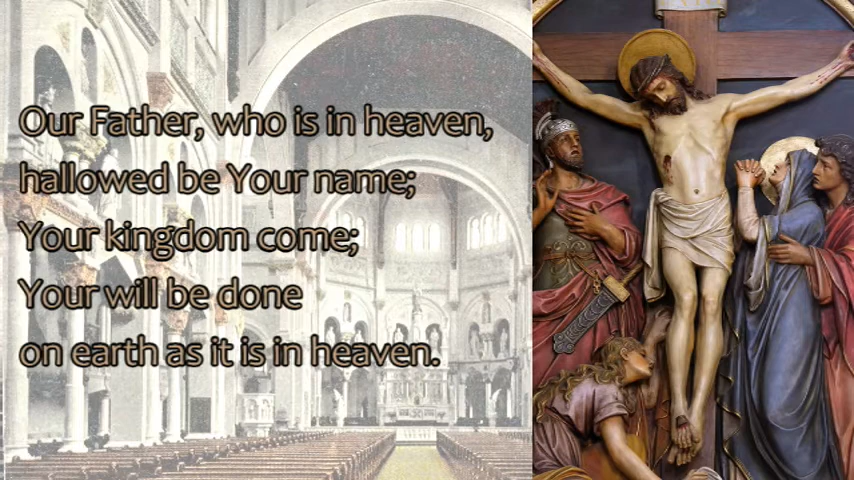 Our Father, who is in heaven,
hallowed be Your name;
Your kingdom come;
Your will be done
on earth as it is in heaven.